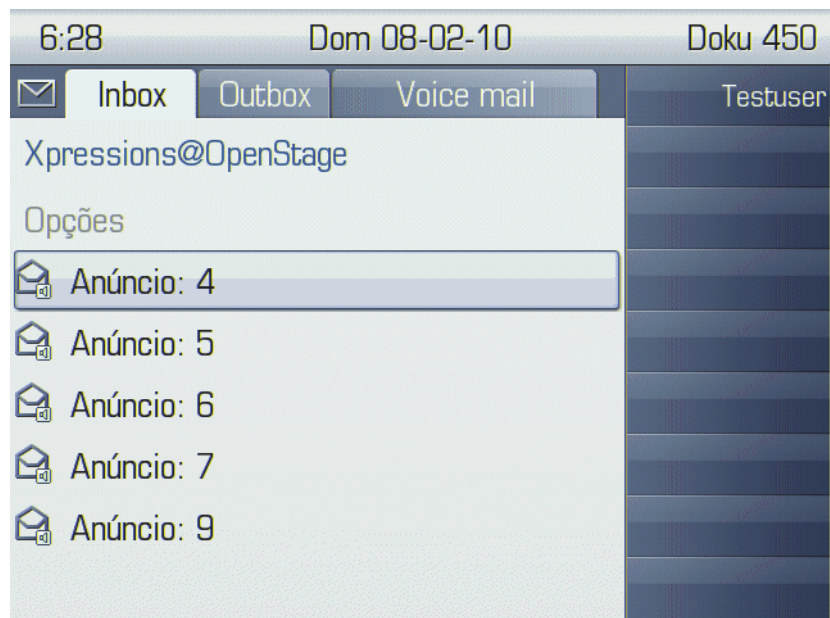 6:28 Dom 08-02-10 Doku 450
Inbox Outbox Voice mail Testuser
Xpressions@OpenStage
Opções
Anúncio: 4
Anúncio: 5
Anúncio: 6
Anúncio: 7
Anúncio: 9